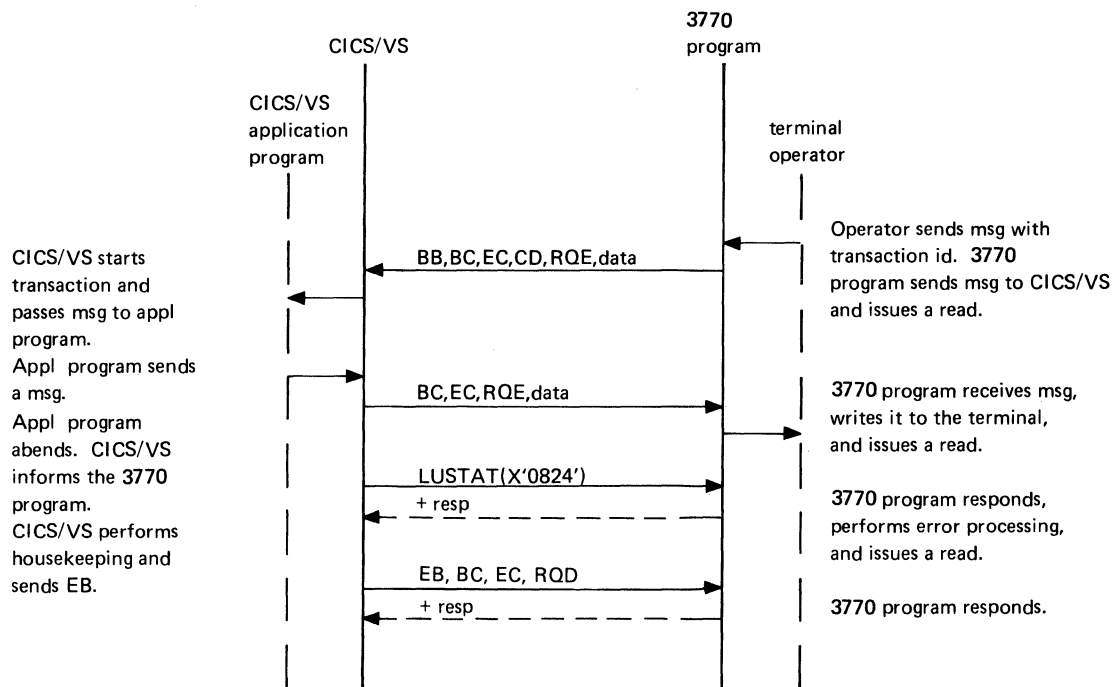 CICS/VS
3770
program
CICS/VS
application
program
terminal
operator
Operator sends msg with
transaction id. 3770
program sends msg to CICS/VS
and issues a read.
BB,BC,EC,CD,RQE,data
CICS/VS starts
transaction and
passes msg to appl
program.
Appl program sends
a msg.
BC,EC,RQE,data
3770 program receives msg,
writes it to the terminal,
and issues a read.
Appl program
abends. CICS/VS
informs the 3770
program.
LUSTAT(X'0824')
+ resp
3770 program responds,
performs error processing,
and issues a read.
CICS/VS performs
housekeeping and
sends EB.
EB, BC, EC, RQD
+ resp
3770 program responds.